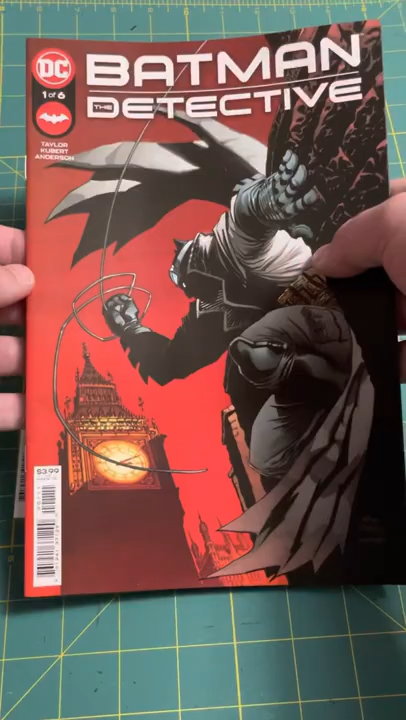 DC
BATMAN
1 of 6
THE DETECTIVE
TAYLOR
KUBERT
ANDERSON
$3.99